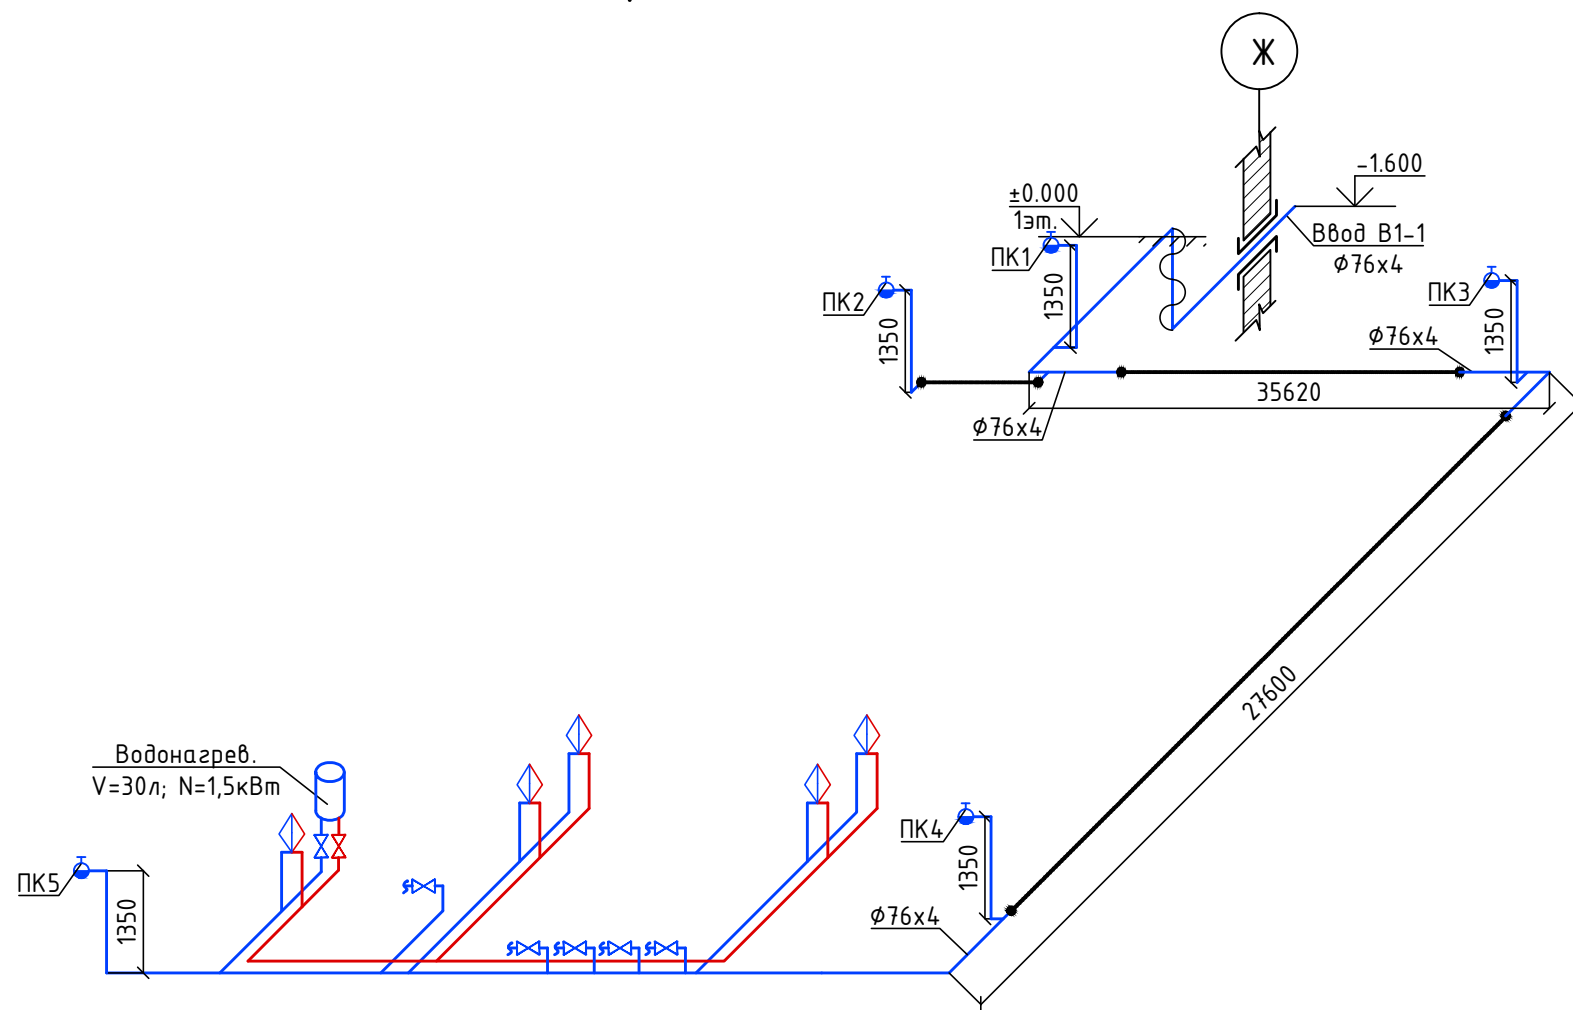 Ж
-1.600
±0.000
1эт.
Ввод В1-1
Ф76х4
ПК1
1350
ПК2
1350
ПК3
1350
Ф76х4
35620
Ф76х4
27600
Водонагрев.
V=30л; N=1,5кВт
ПК4
1350
ПК5
1350
Ф76х4